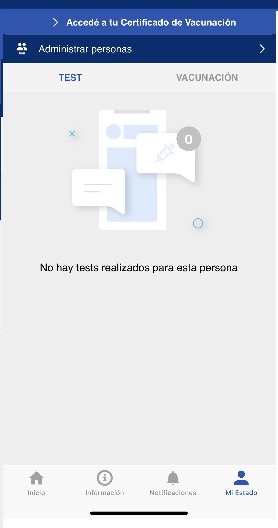 Accedé a tu Certificado de Vacunación
Administrar personas
TEST
VACUNACIÓN
0
No hay tests realizados para esta persona
Inicio
Información
Notificaciones
Mi Estado